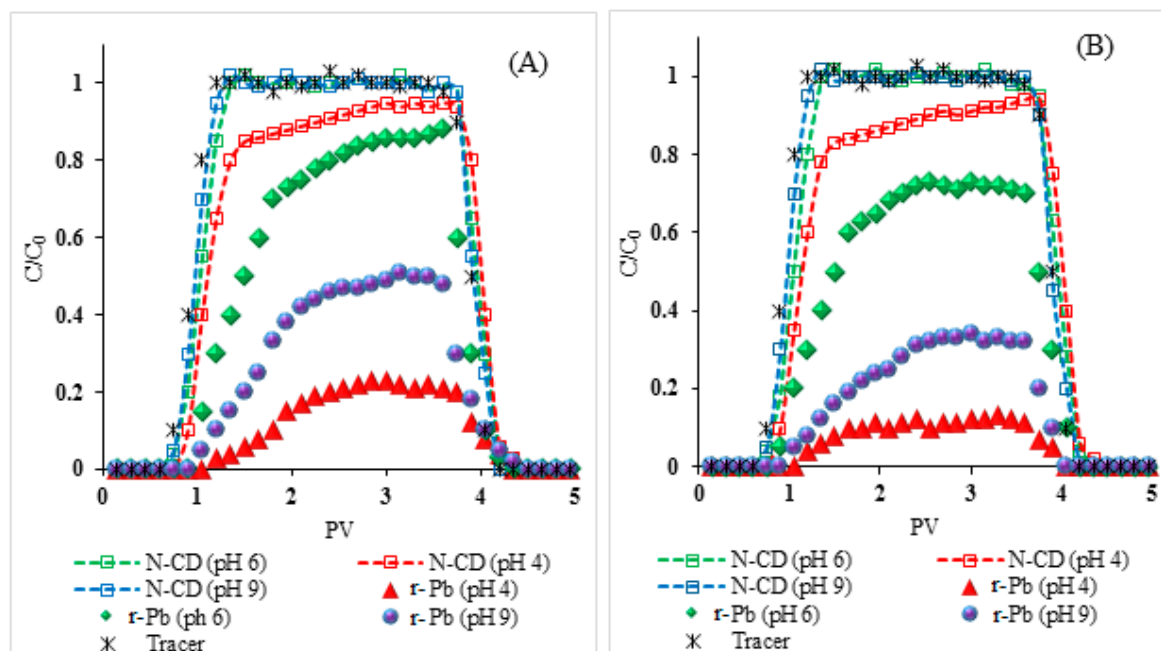 (A)
1
0.8
0.6
0.4
0.2
0
C/C₀
0 1 2 3 4 5
PV
N-CD (pH 6) N-CD (pH 4)
N-CD (pH 9) r-Pb (pH 4)
r-Pb (ph 6) r-Pb (pH 9)
Tracer
(B)
1
0.8
0.6
0.4
0.2
0
C/C₀
0 1 2 3 4 5
PV
N-CD (pH 6) N-CD (pH 4)
N-CD (pH 9) r-Pb (pH 4)
r-Pb (pH 6) r-Pb (pH 9)
Tracer